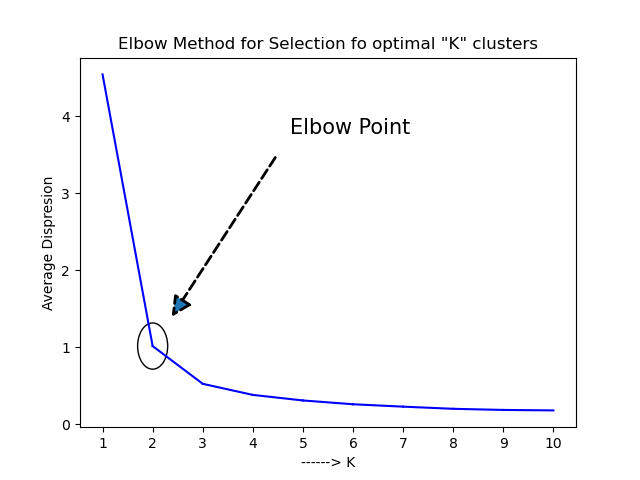 Elbow Method for Selection fo optimal "K" clusters
Elbow Point
Average Dispresion
4
3
2
1
0
1 2 3 4 5 6 7 8 9 10
------> K